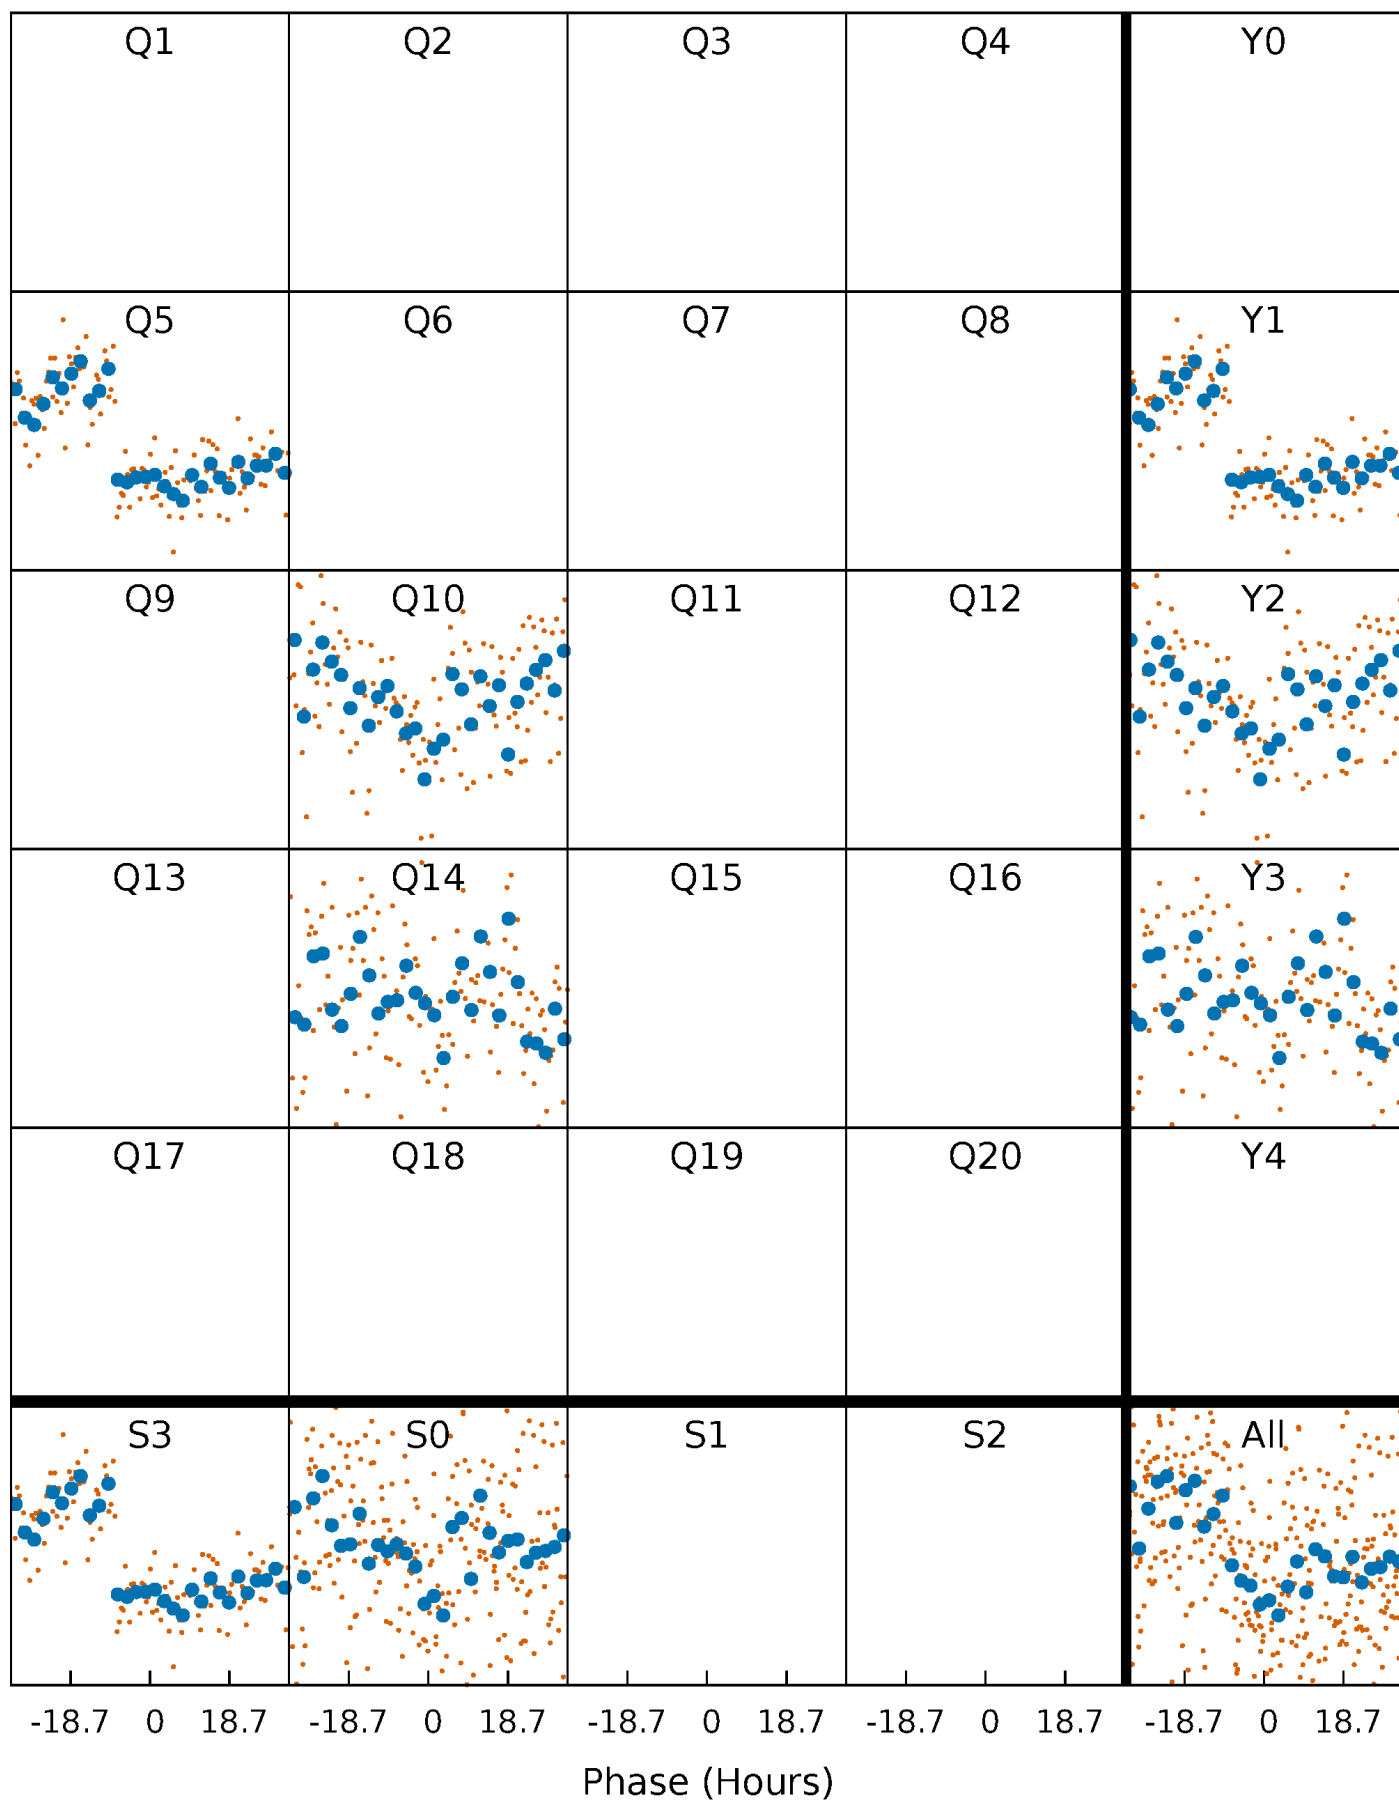 Q1 Q2 Q3 Q4 Y0
Q5 Q6 Q7 Q8 Y1
Q9 Q10 Q11 Q12 Y2
Q13 Q14 Q15 Q16 Y3
Q17 Q18 Q19 Q20 Y4
S3 S0 S1 S2 All
-18.7 0 18.7 -18.7 0 18.7 -18.7 0 18.7 -18.7 0 18.7 -18.7 0 18.7
Phase (Hours)